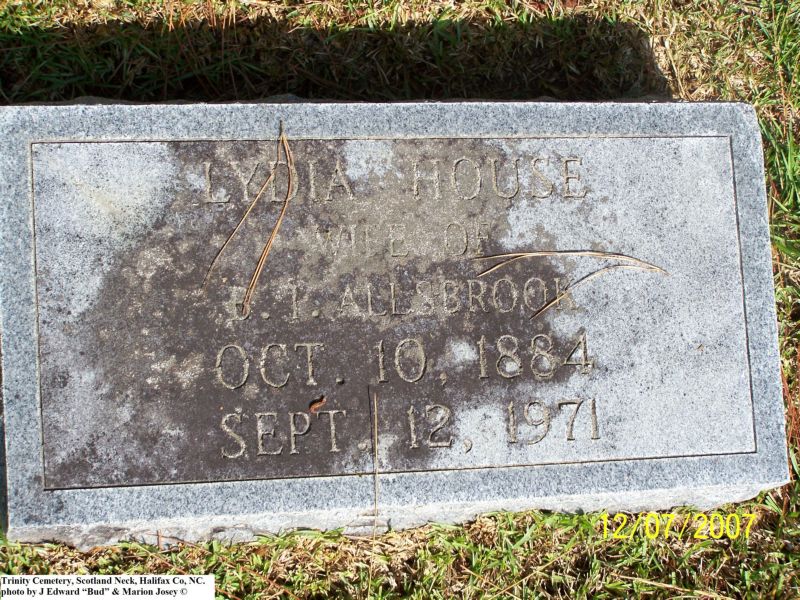 LYDIA HOUSE
WIFE OF
J. I. ALLSBROOK
OCT. 10, 1884
SEPT. 12, 1971
12/07/2007
Trinity Cemetery, Scotland Neck, Halifax Co, NC.
photo by J Edward “Bud” & Marion Josey ©